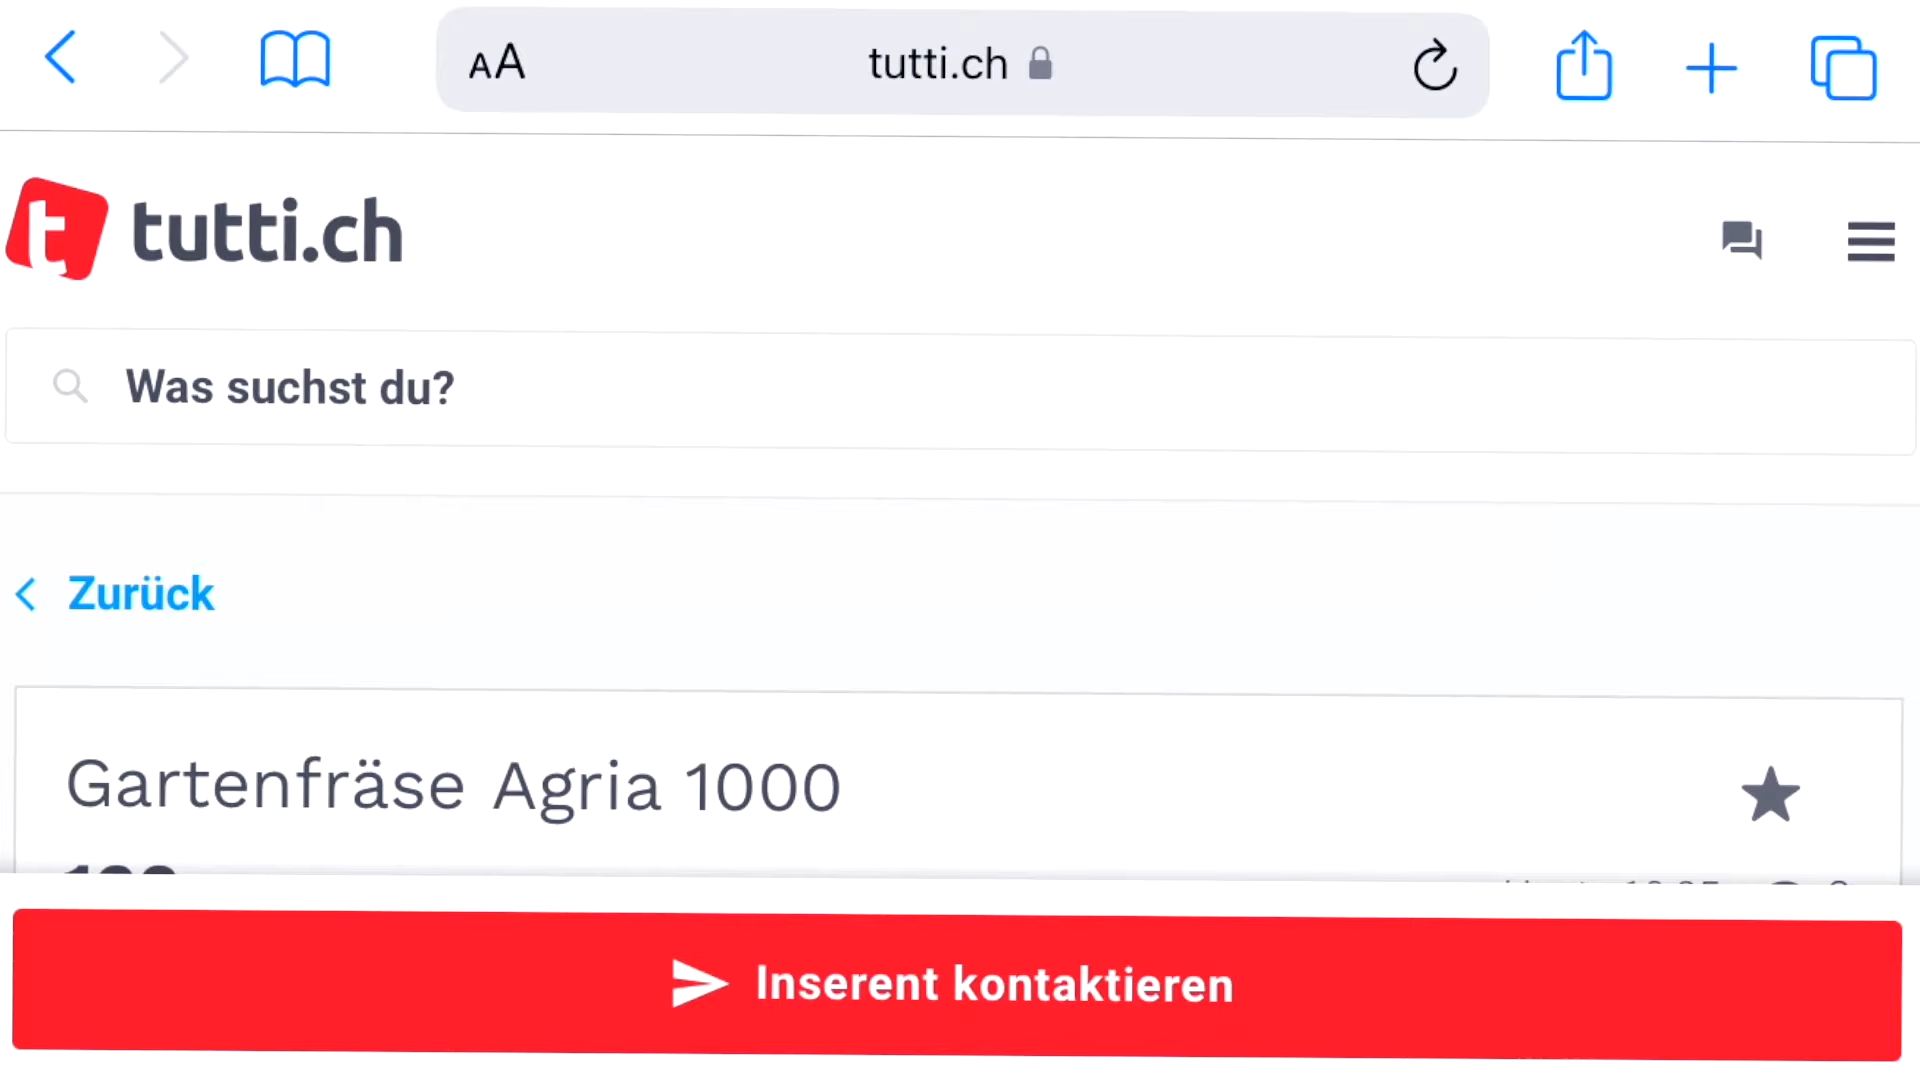 AA
tutti.ch
tutti.ch
Was suchst du?
Zurück
Gartenfräse Agria 1000
Inserent kontaktieren